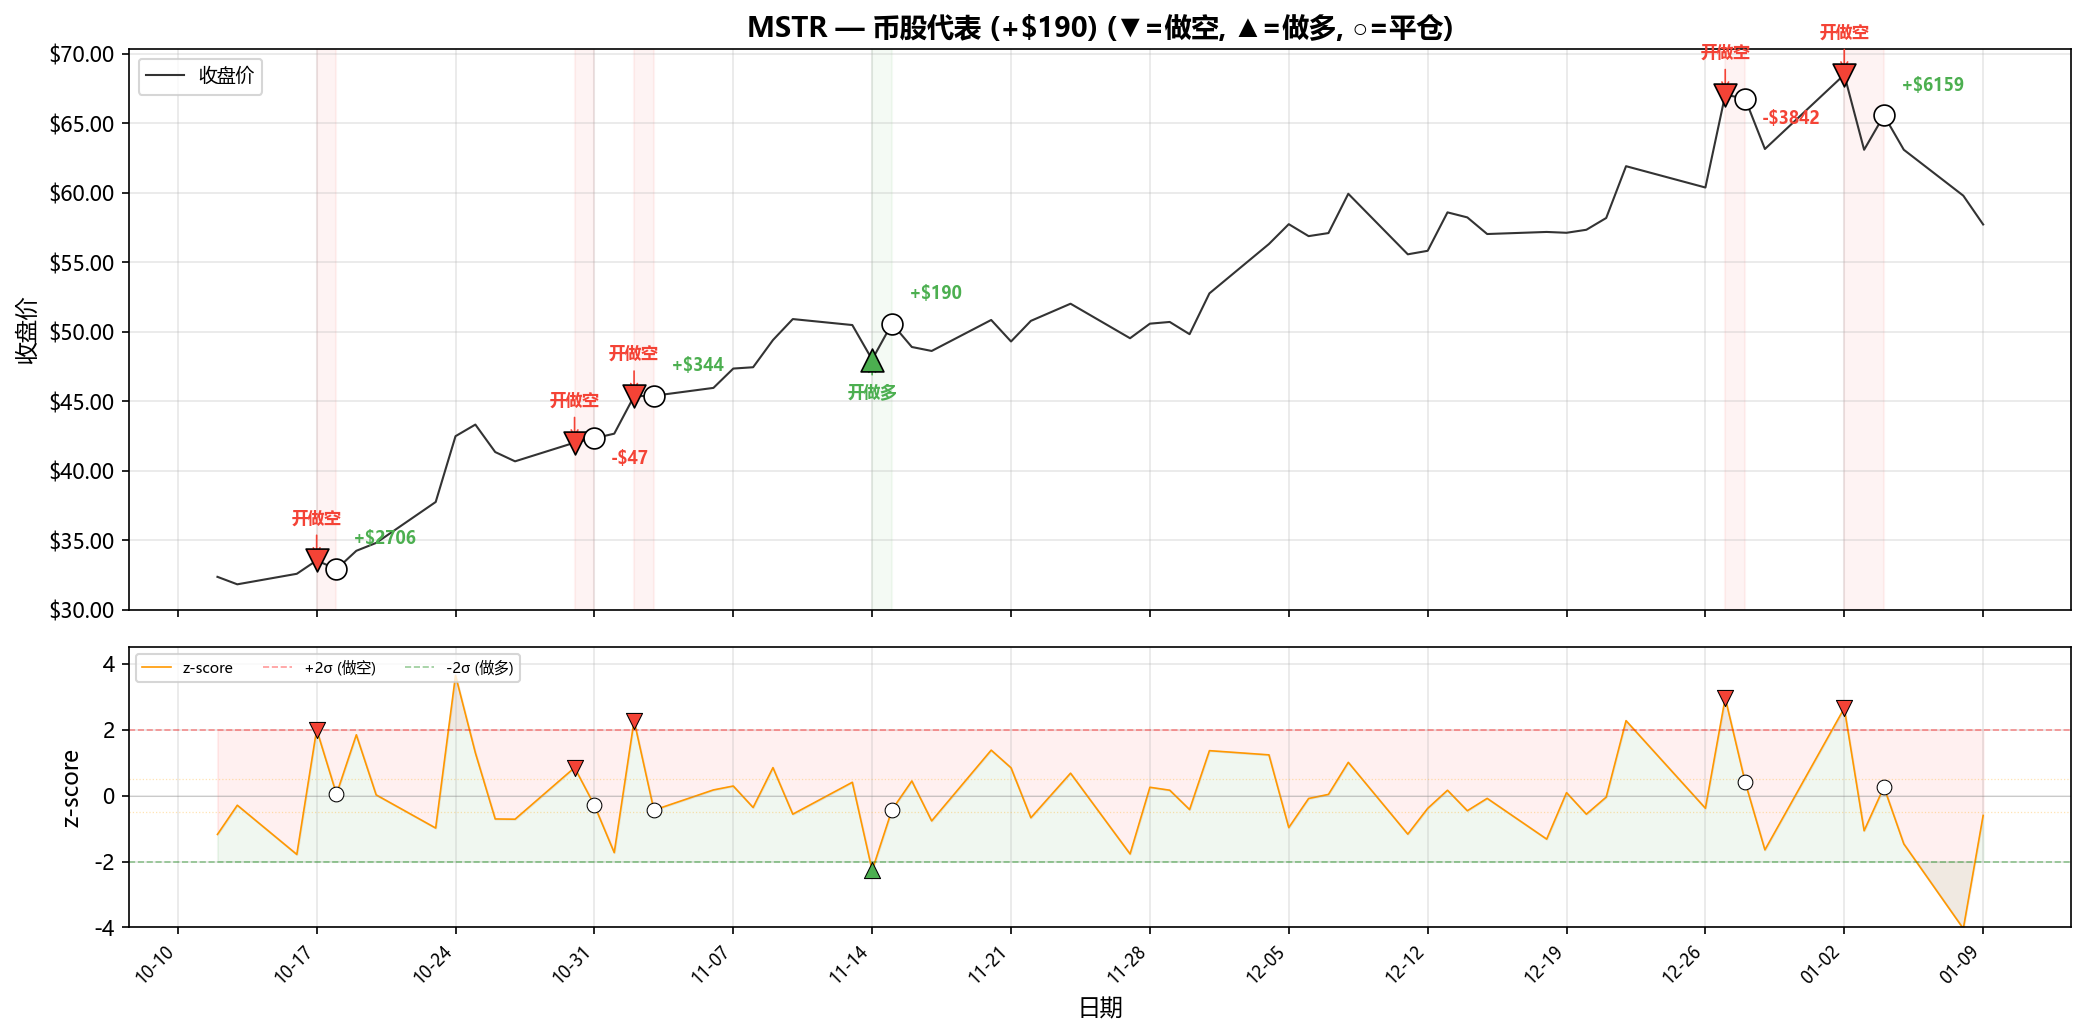 MSTR — 币股代表 (+$190) (▼=做空, ▲=做多, ○=平仓)
收盘价
收盘价
$70.00
$65.00
$60.00
$55.00
$50.00
$45.00
$40.00
$35.00
$30.00
开做空
+$2706
开做空
-$47
开做空
+$344
开做多
+$190
开做空
-$3842
开做空
+$6159
z-score
+2σ (做空)
-2σ (做多)
z-score
4
2
0
-2
-4
10-10
10-17
10-24
10-31
11-07
11-14
11-21
11-28
12-05
12-12
12-19
12-26
01-02
01-09
日期